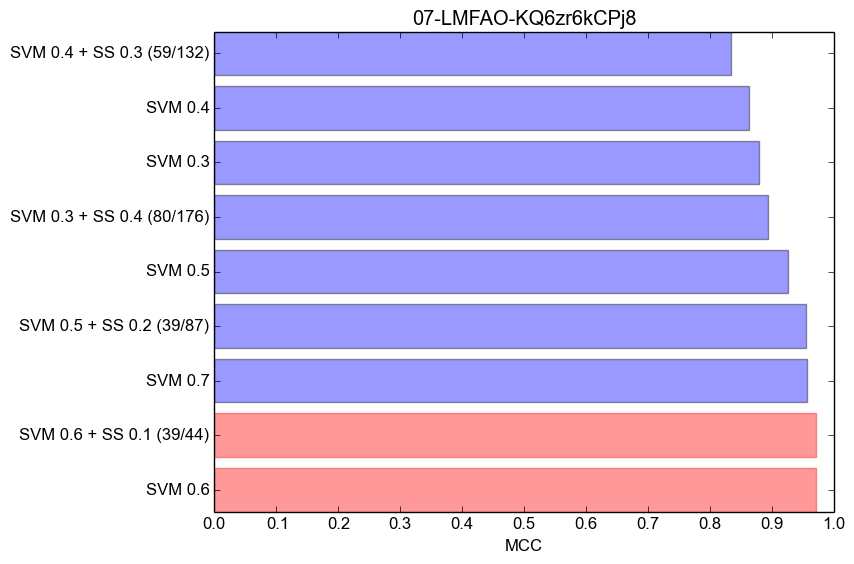 07-LMFAO-KQ6zr6kCPj8
SVM 0.4 + SS 0.3 (59/132)
SVM 0.4
SVM 0.3
SVM 0.3 + SS 0.4 (80/176)
SVM 0.5
SVM 0.5 + SS 0.2 (39/87)
SVM 0.7
SVM 0.6 + SS 0.1 (39/44)
SVM 0.6
0.0 0.1 0.2 0.3 0.4 0.5 0.6 0.7 0.8 0.9 1.0
MCC